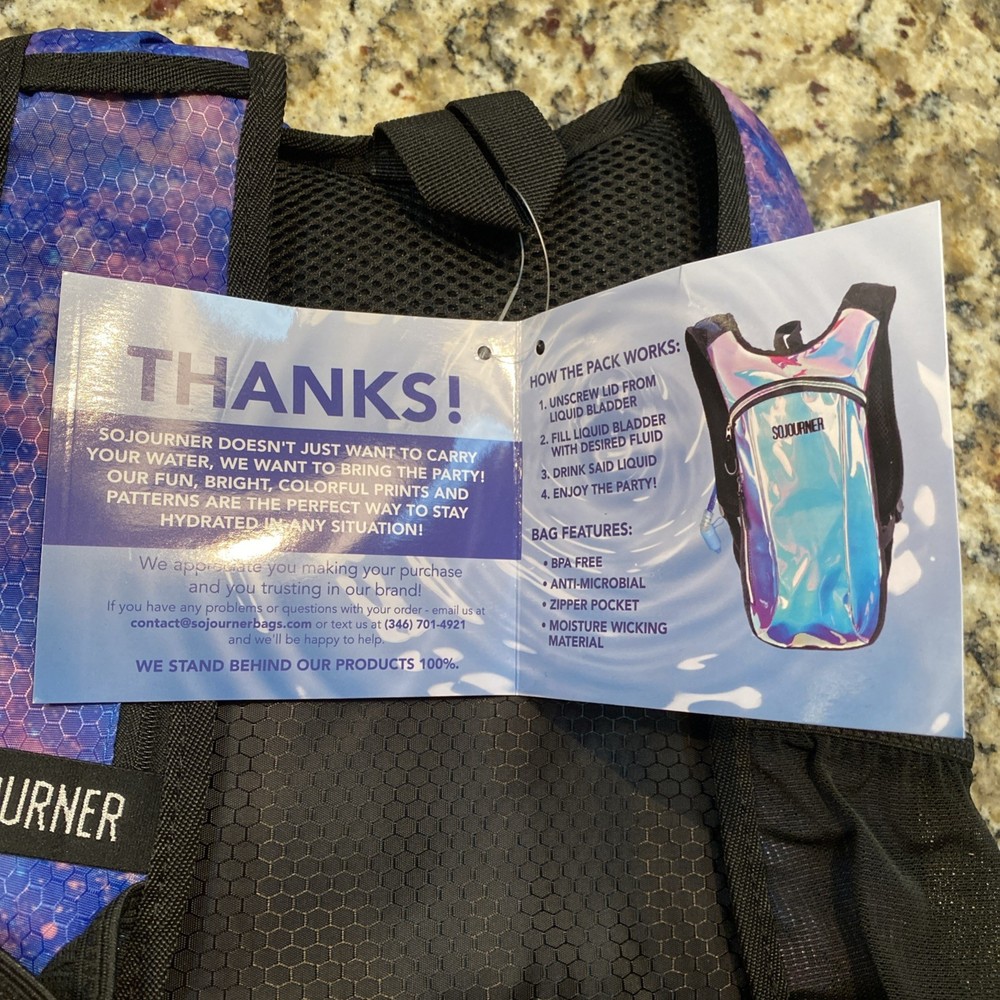 THANKS!
SOJOURNER DOESN'T JUST WANT TO CARRY
YOUR WATER, WE WANT TO BRING THE PARTY!
OUR FUN, BRIGHT, COLORFUL PRINTS AND
PATTERNS ARE THE PERFECT WAY TO STAY
HYDRATED IN ANY SITUATION!
We appreciate you making your purchase
and you trusting in our brand!
If you have any problems or questions with your order - email us at
contact@sojournerbags.com or text us at (346) 701-4921
and we'll be happy to help.
WE STAND BEHIND OUR PRODUCTS 100%.
HOW THE PACK WORKS:
1. UNSCREW LID FROM
LIQUID BLADDER
2. FILL LIQUID BLADDER
WITH DESIRED FLUID
3. DRINK SAID LIQUID
4. ENJOY THE PARTY!
BAG FEATURES:
• BPA FREE
• ANTI-MICROBIAL
• ZIPPER POCKET
• MOISTURE WICKING
MATERIAL
SOJOURNER
URNER